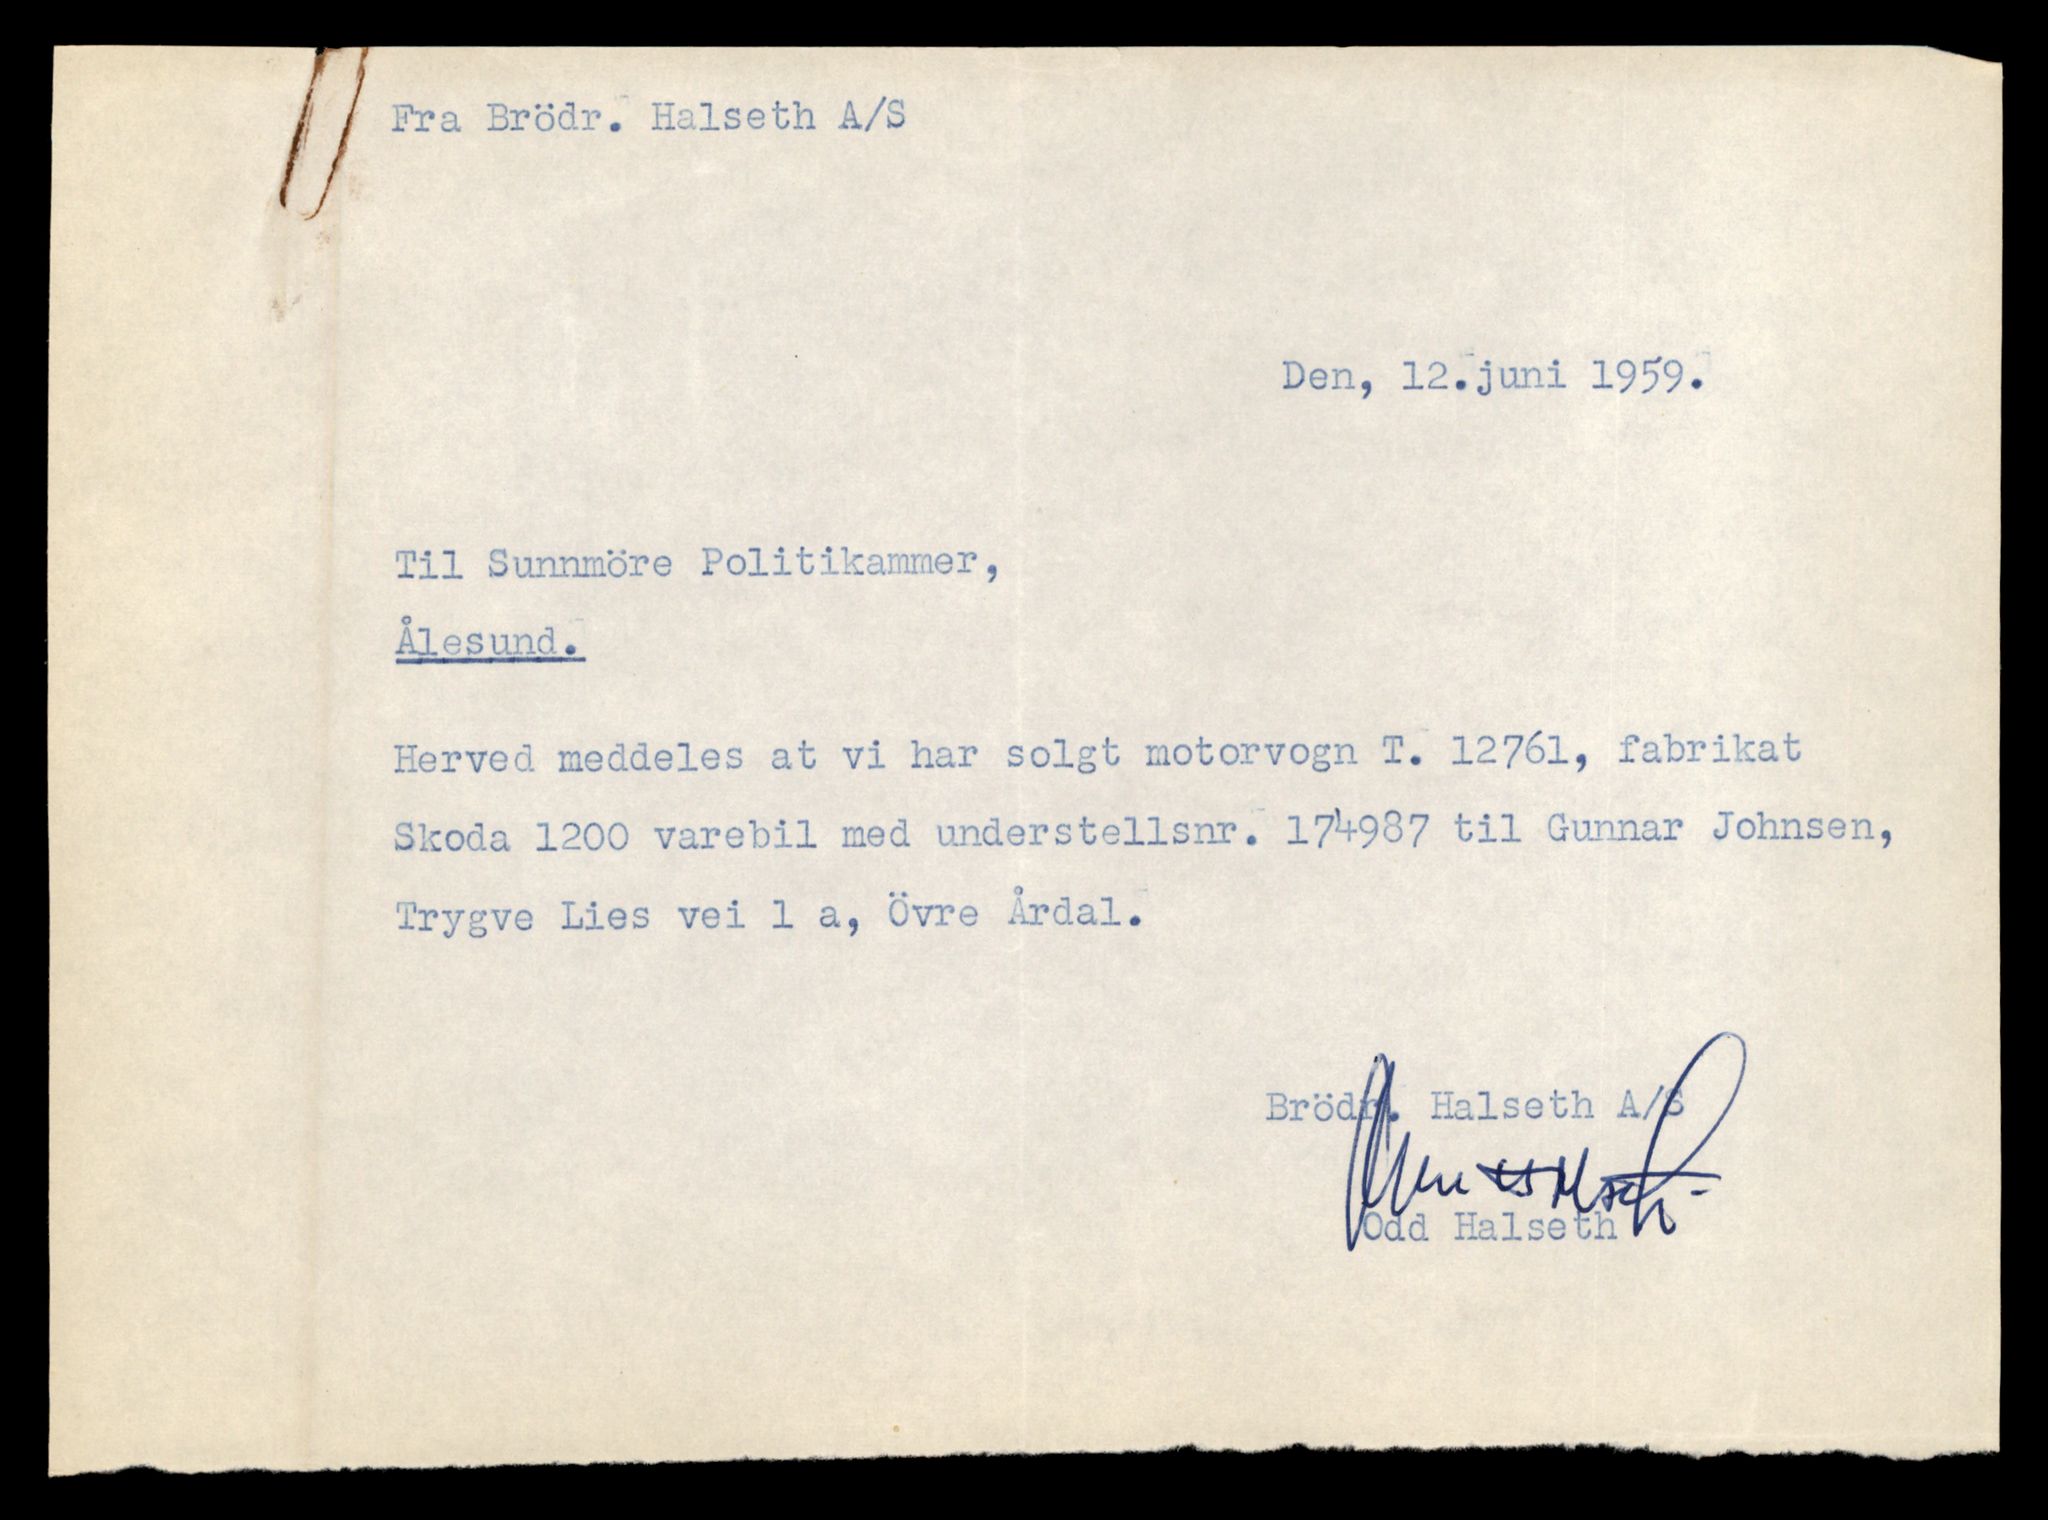 Fra Brödr. Halseth A/S
Den, 12.juni 1959.
Til Sunnmöre Politikammer,
Ålesund.
Herved meddeles at vi har solgt motorvogn T. 12761, fabrikat
Skoda 1200 varebil med understellsnr. 174987 til Gunnar Johnsen,
Trygve Lies vei 1 a, Övre Årdal.
Brödr. Halseth A/S
Odd Halseth